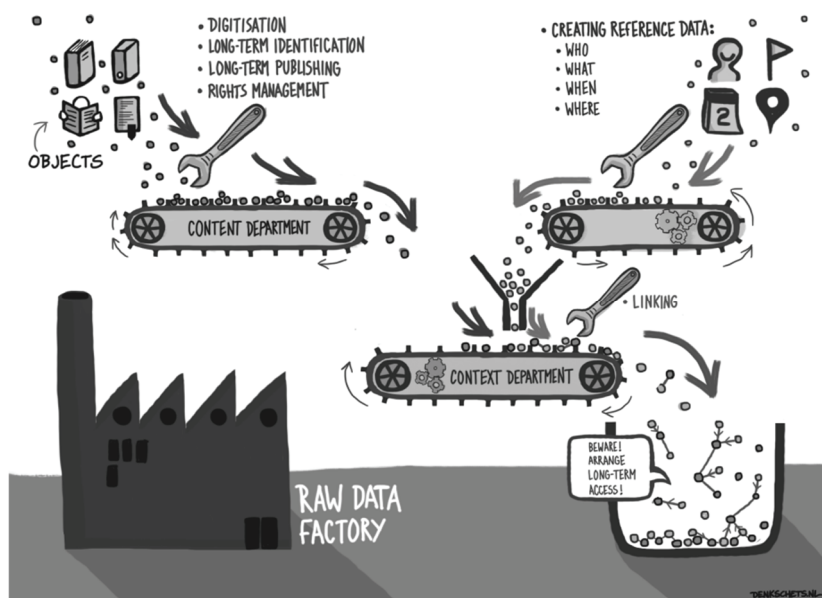 • DIGITISATION
• LONG-TERM IDENTIFICATION
• LONG-TERM PUBLISHING
• RIGHTS MANAGEMENT
OBJECTS
• CREATING REFERENCE DATA:
• WHO
• WHAT
• WHEN
• WHERE
2
CONTENT DEPARTMENT
• LINKING
CONTEXT DEPARTMENT
BEWARE!
ARRANGE
LONG-TERM
ACCESS!
RAW DATA
FACTORY
DENKSCHETS.NL